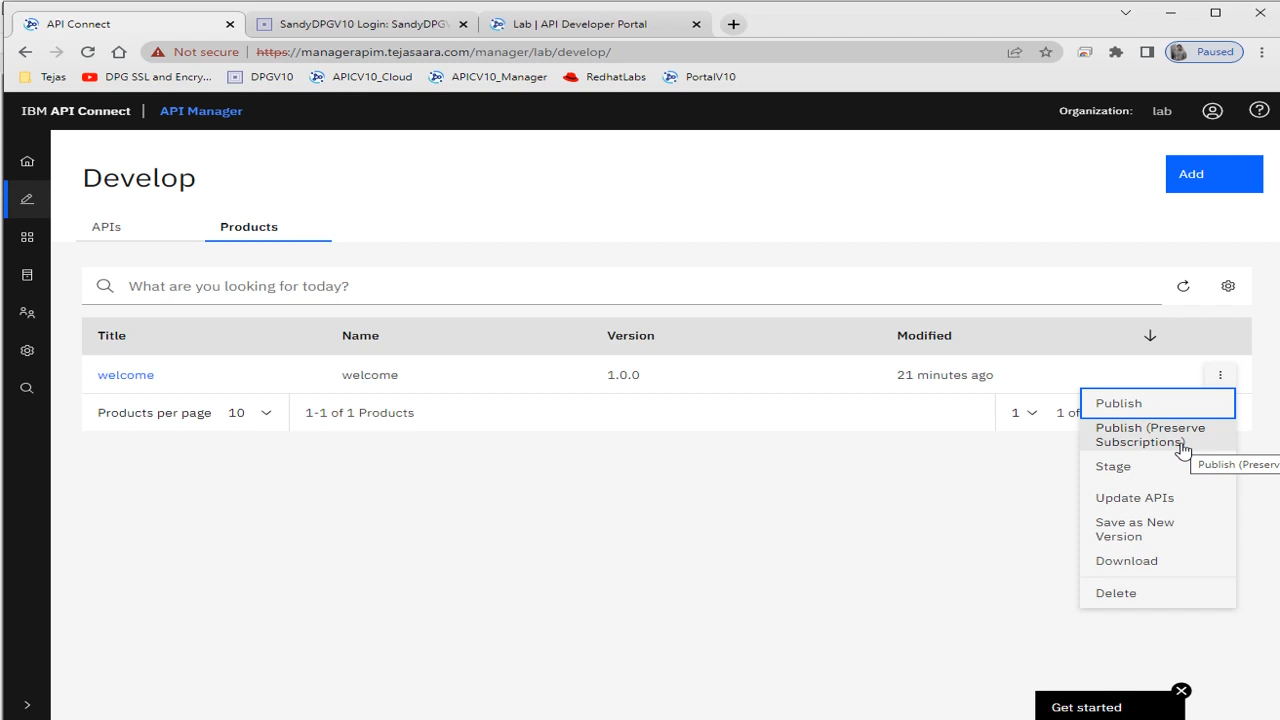 API Connect
SandyDPGV10 Login: SandyDPGV
Lab | API Developer Portal
Not secure
https://managerapim.tejasaara.com/manager/lab/develop/
Paused
Tejas
DPG SSL and Encry...
DPGV10
APICV10_Cloud
APICV10_Manager
RedhatLabs
PortalV10
IBM API Connect | API Manager
Organization: lab
Develop
Add
APIs
Products
What are you looking for today?
Title Name Version Modified
welcome welcome 1.0.0 21 minutes ago
Products per page 10 1-1 of 1 Products 1 1 of
Publish
Publish (Preserve
Subscriptions)
Publish (Preserv
Stage
Update APIs
Save as New
Version
Download
Delete
Get started